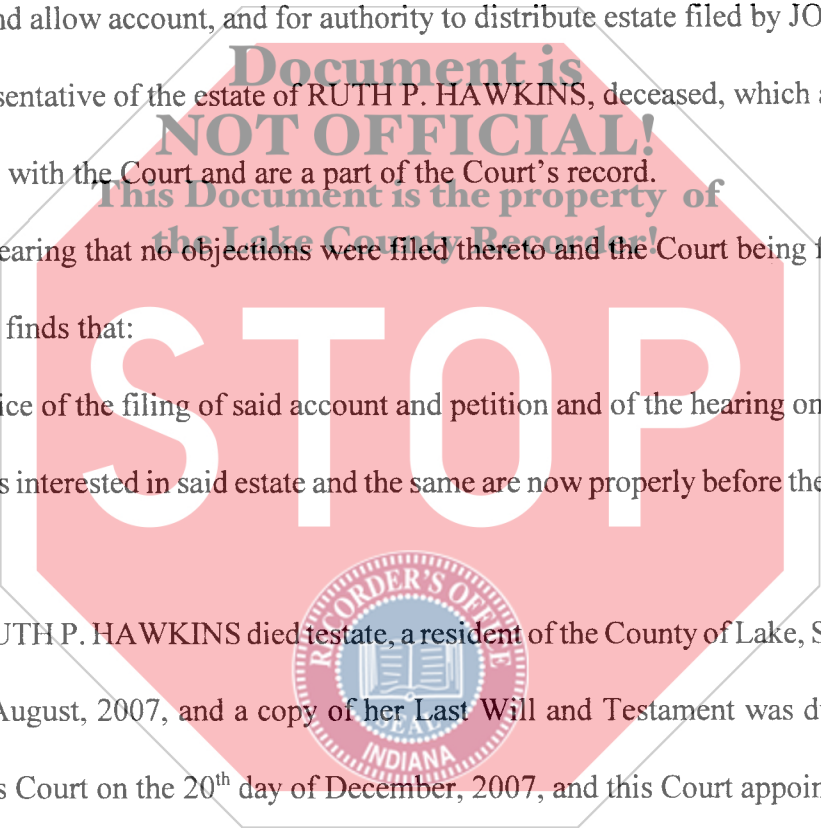 nd allow account, and for authority to distribute estate filed by JO
Document is
sentative of the estate of RUTH P. HAWKINS, deceased, which a
NOT OFFICIAL!
with the Court and are a part of the Court's record.
This Document is the property of
the Lake County Recorder!
earing that no objections were filed thereto and the Court being f
finds that:
STOP
ice of the filing of said account and petition and of the hearing on
s interested in said estate and the same are now properly before the
RECORDER'S OFFICE
UTH P. HAWKINS died testate, a resident of the County of Lake, S
August, 2007, and a copy of her Last Will and Testament was d
SEAL
INDIANA
s Court on the 20th day of December, 2007, and this Court appoin